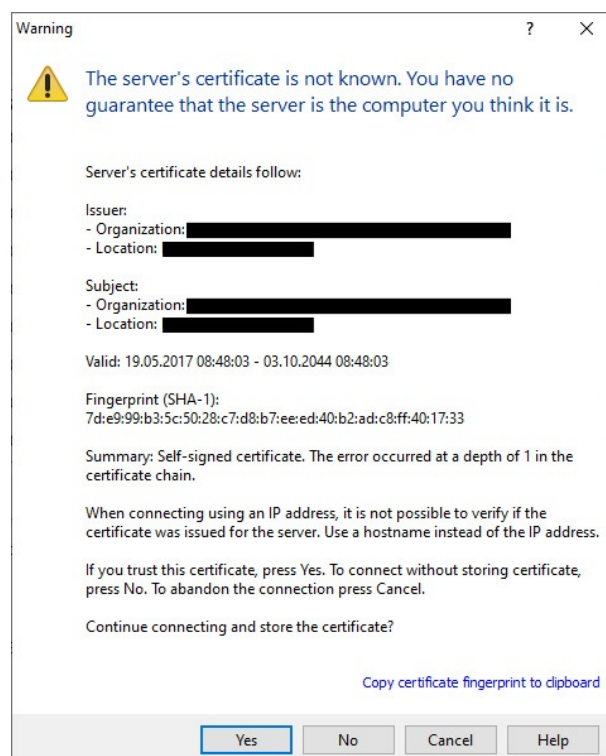 Warning
?
The server's certificate is not known. You have no
guarantee that the server is the computer you think it is.
Server's certificate details follow:
Issuer:
- Organization:
- Location:
Subject:
- Organization:
- Location:
Valid: 19.05.2017 08:48:03 - 03.10.2044 08:48:03
Fingerprint (SHA-1):
7d:e9:99:b3:5c:50:28:c7:d8:b7:ee:ed:40:b2:ad:c8:ff:40:17:33
Summary: Self-signed certificate. The error occurred at a depth of 1 in the
certificate chain.
When connecting using an IP address, it is not possible to verify if the
certificate was issued for the server. Use a hostname instead of the IP address.
If you trust this certificate, press Yes. To connect without storing certificate,
press No. To abandon the connection press Cancel.
Continue connecting and store the certificate?
Copy certificate fingerprint to clipboard
Yes No Cancel Help